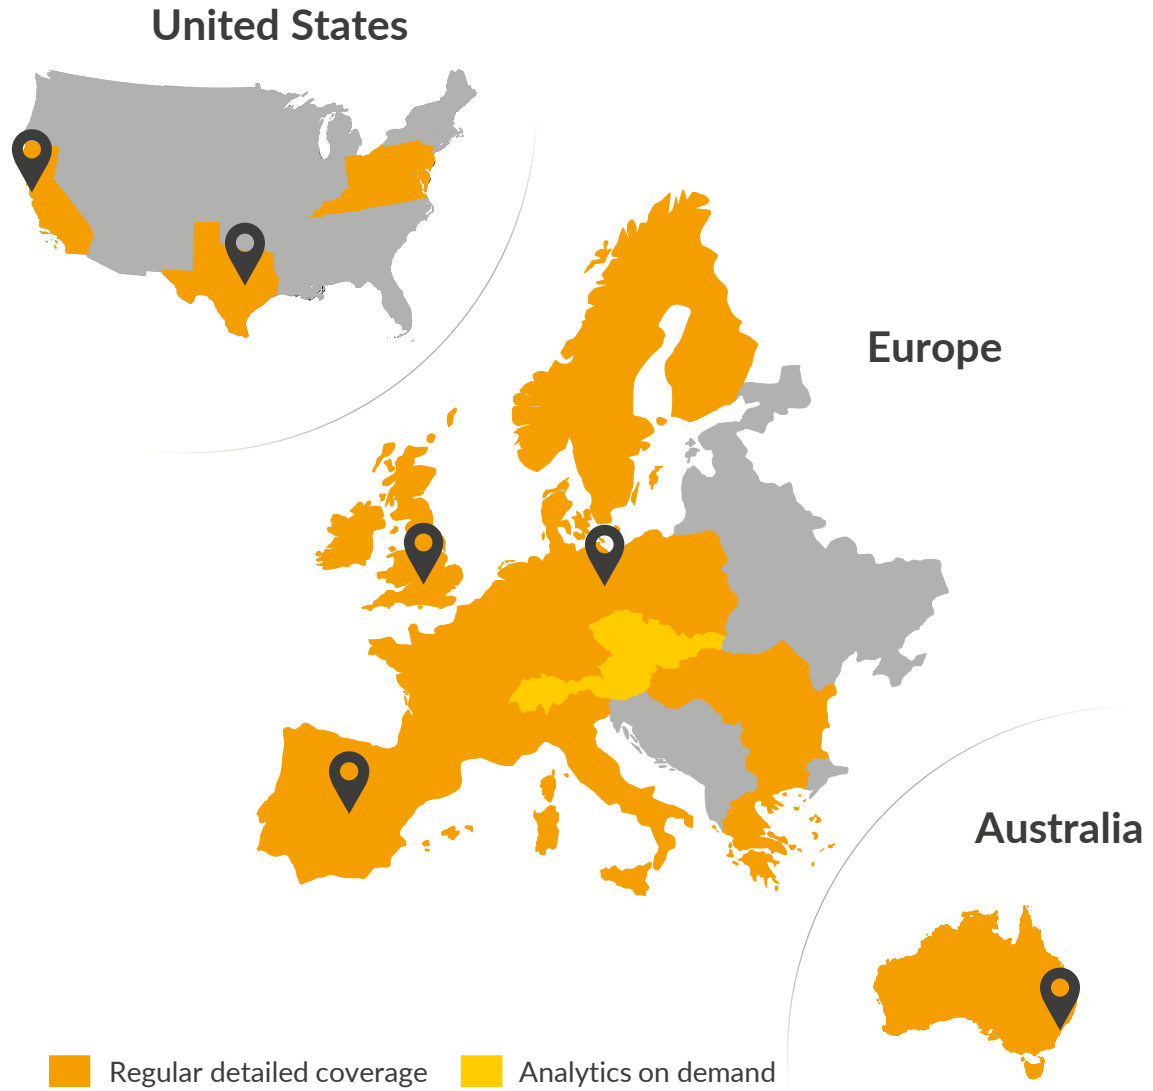 United States
Europe
Australia
Regular detailed coverage
Analytics on demand